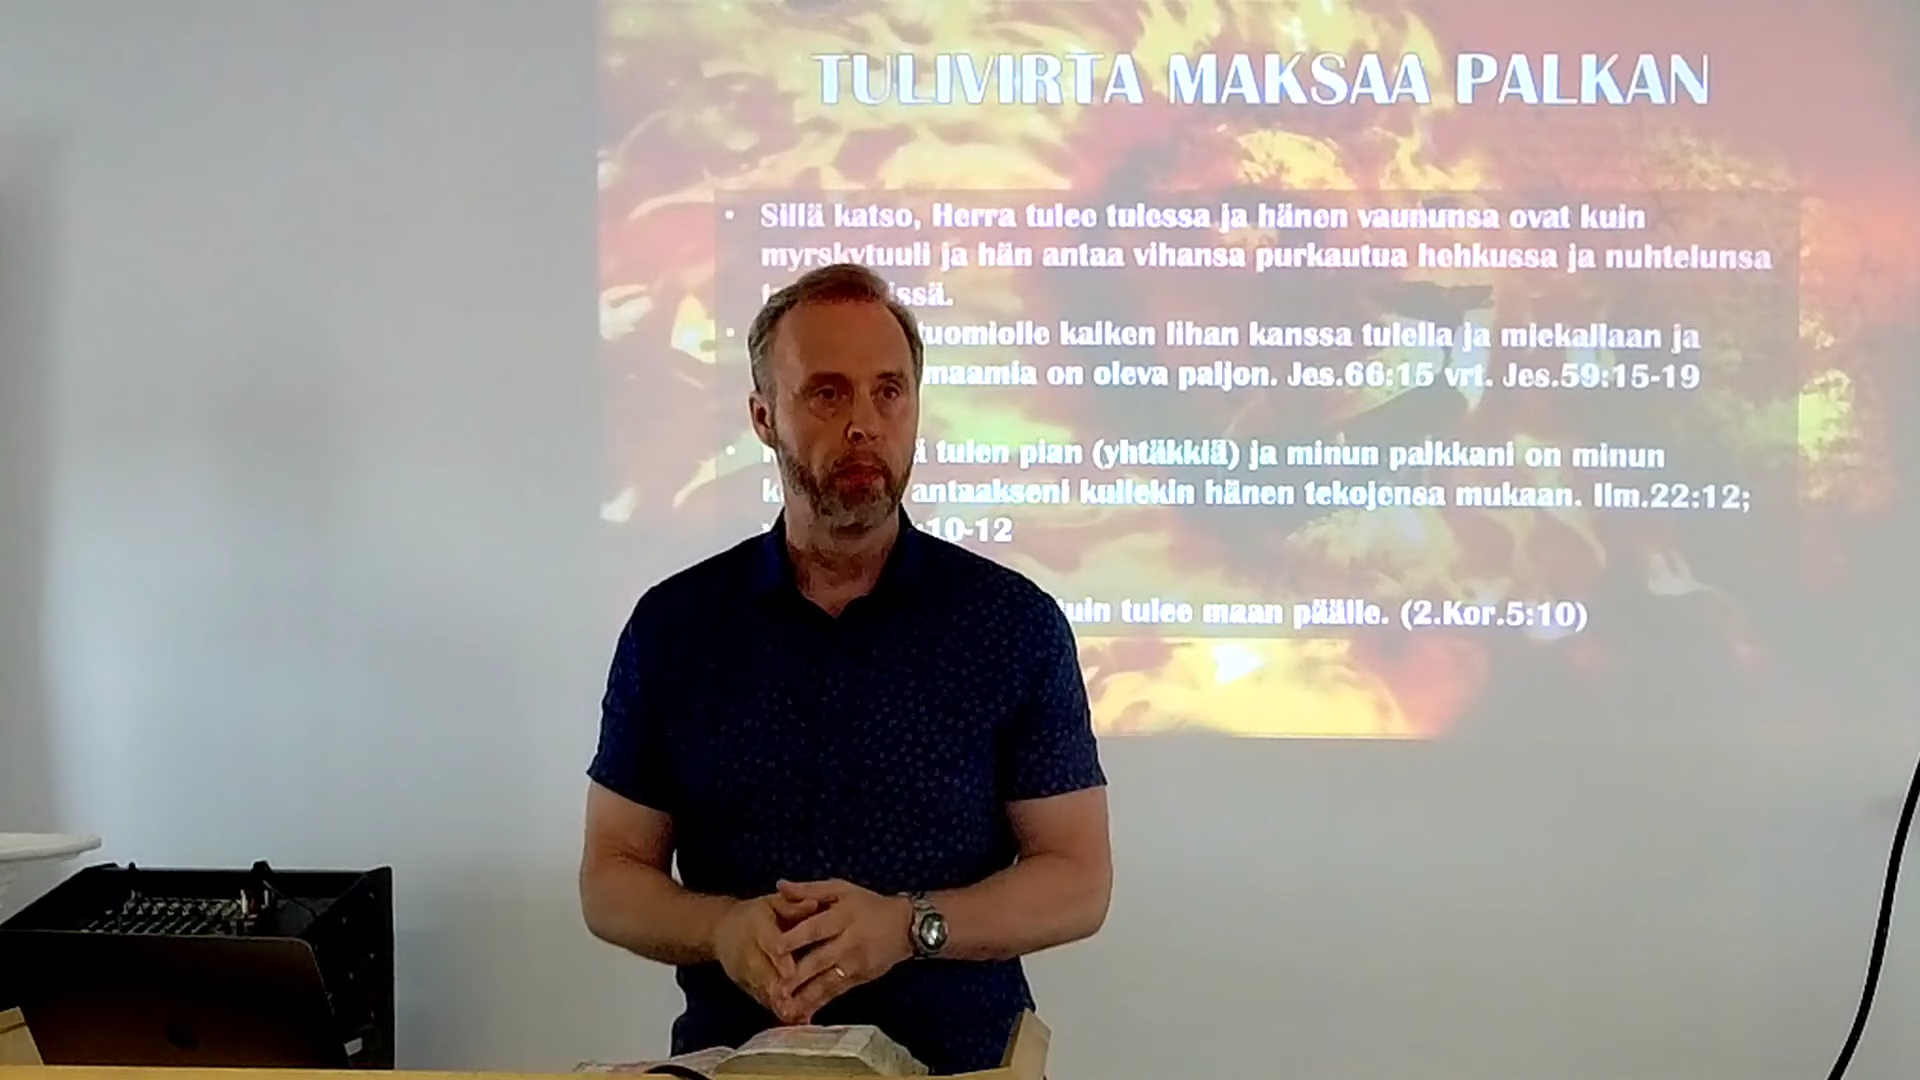 TULIVIRTA MAKSAA PALKAN
• Sillä katso, Herra tulee tulessa ja hänen vaununsa ovat kuin
myrskytuuli ja hän antaa vihansa purkautua hehkussa ja nuhtelunsa
issä.
• tuomiolle kaiken lihan kanssa tulella ja miekallaan ja
maamia on oleva paljon. Jes.66:15 vrt. Jes.59:15-19
• tulen pian (yhtäkkiä) ja minun palkkani on minun
antaakseni kullekin hänen tekojensa mukaan. Ilm.22:12;
:10-12
kuin tulee maan päälle. (2.Kor.5:10)